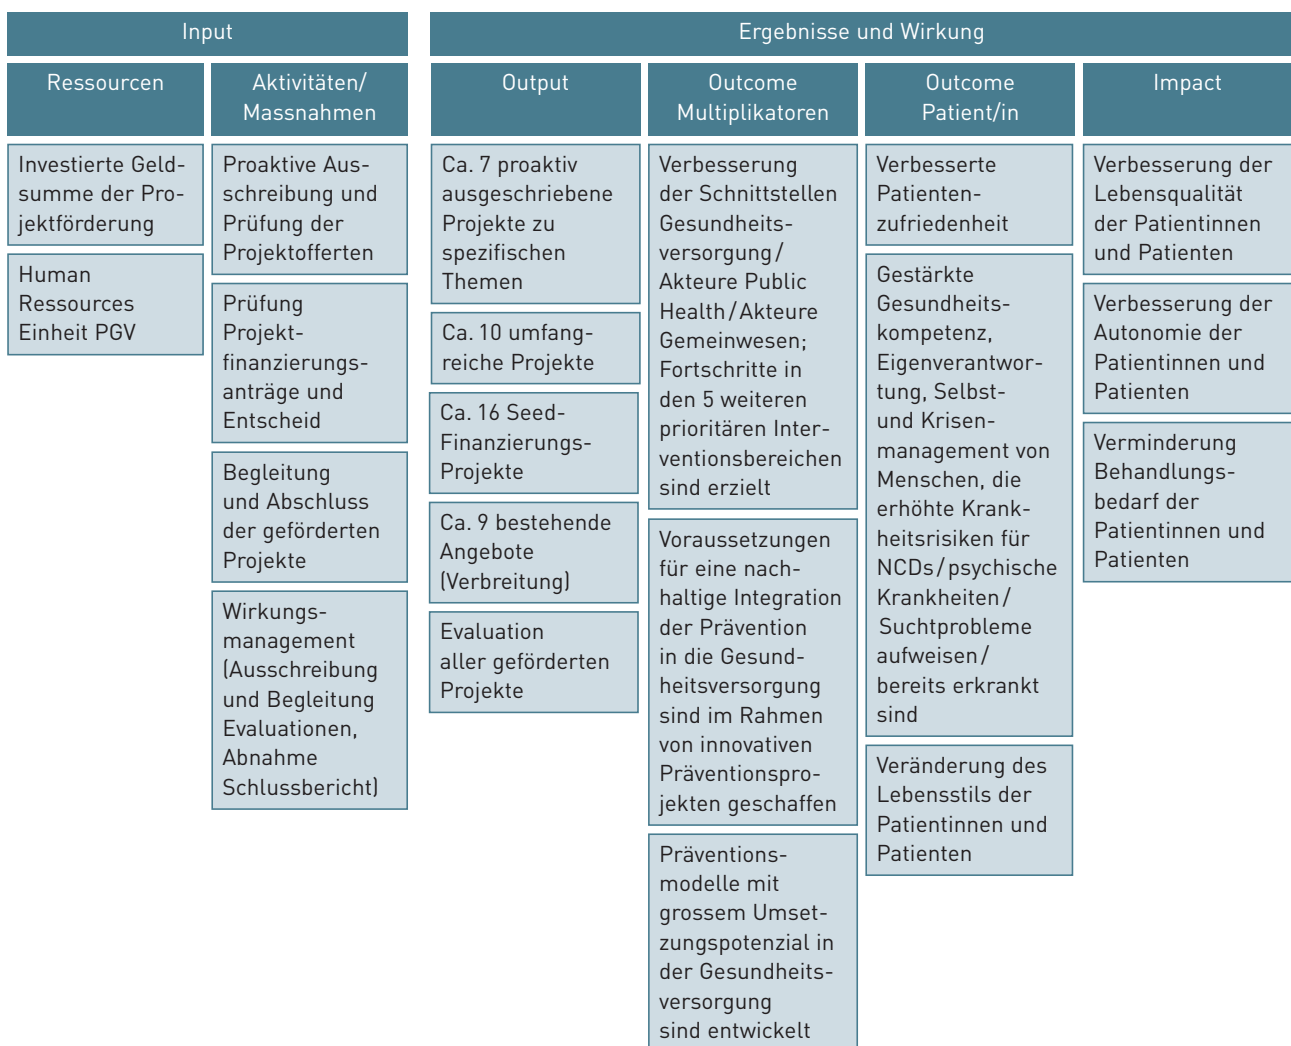 Input
Ergebnisse und Wirkung
Ressourcen
Aktivitäten/
Massnahmen
Output
Outcome
Multiplikatoren
Outcome
Patient/in
Impact
Investierte Geld-
summe der Pro-
jektförderung
Human
Ressources
Einheit PGV
Proaktive Aus-
schreibung und
Prüfung der
Projektofferten
Prüfung
Projekt-
finanzierungs-
anträge und
Entscheid
Begleitung
und Abschluss
der geförderten
Projekte
Wirkungs-
management
(Ausschreibung
und Begleitung
Evaluationen,
Abnahme
Schlussbericht)
Ca. 7 proaktiv
ausgeschriebene
Projekte zu
spezifischen
Themen
Ca. 10 umfang-
reiche Projekte
Ca. 16 Seed-
Finanzierungs-
Projekte
Ca. 9 bestehende
Angebote
(Verbreitung)
Evaluation
aller geförderten
Projekte
Verbesserung
der Schnittstellen
Gesundheits-
versorgung/
Akteure Public
Health/Akteure
Gemeinwesen;
Fortschritte in
den 5 weiteren
prioritären Inter-
ventionsbereichen
sind erzielt
Voraussetzungen
für eine nach-
haltige Integration
der Prävention
in die Gesund-
heitsversorgung
sind im Rahmen
von innovativen
Präventionspro-
jekten geschaffen
Präventions-
modelle mit
grossem Umset-
zungspotenzial in
der Gesundheits-
versorgung
sind entwickelt
Verbesserte
Patienten-
zufriedenheit
Gestärkte
Gesundheits-
kompetenz,
Eigenverantwor-
tung, Selbst-
und Krisen-
management von
Menschen, die
erhöhte Krank-
heitsrisiken für
NCDs/psychische
Krankheiten/
Suchtprobleme
aufweisen/
bereits erkrankt
sind
Veränderung des
Lebensstils der
Patientinnen und
Patienten
Verbesserung der
Lebensqualität
der Patientinnen
und Patienten
Verbesserung der
Autonomie der
Patientinnen und
Patienten
Verminderung
Behandlungs-
bedarf der
Patientinnen und
Patienten